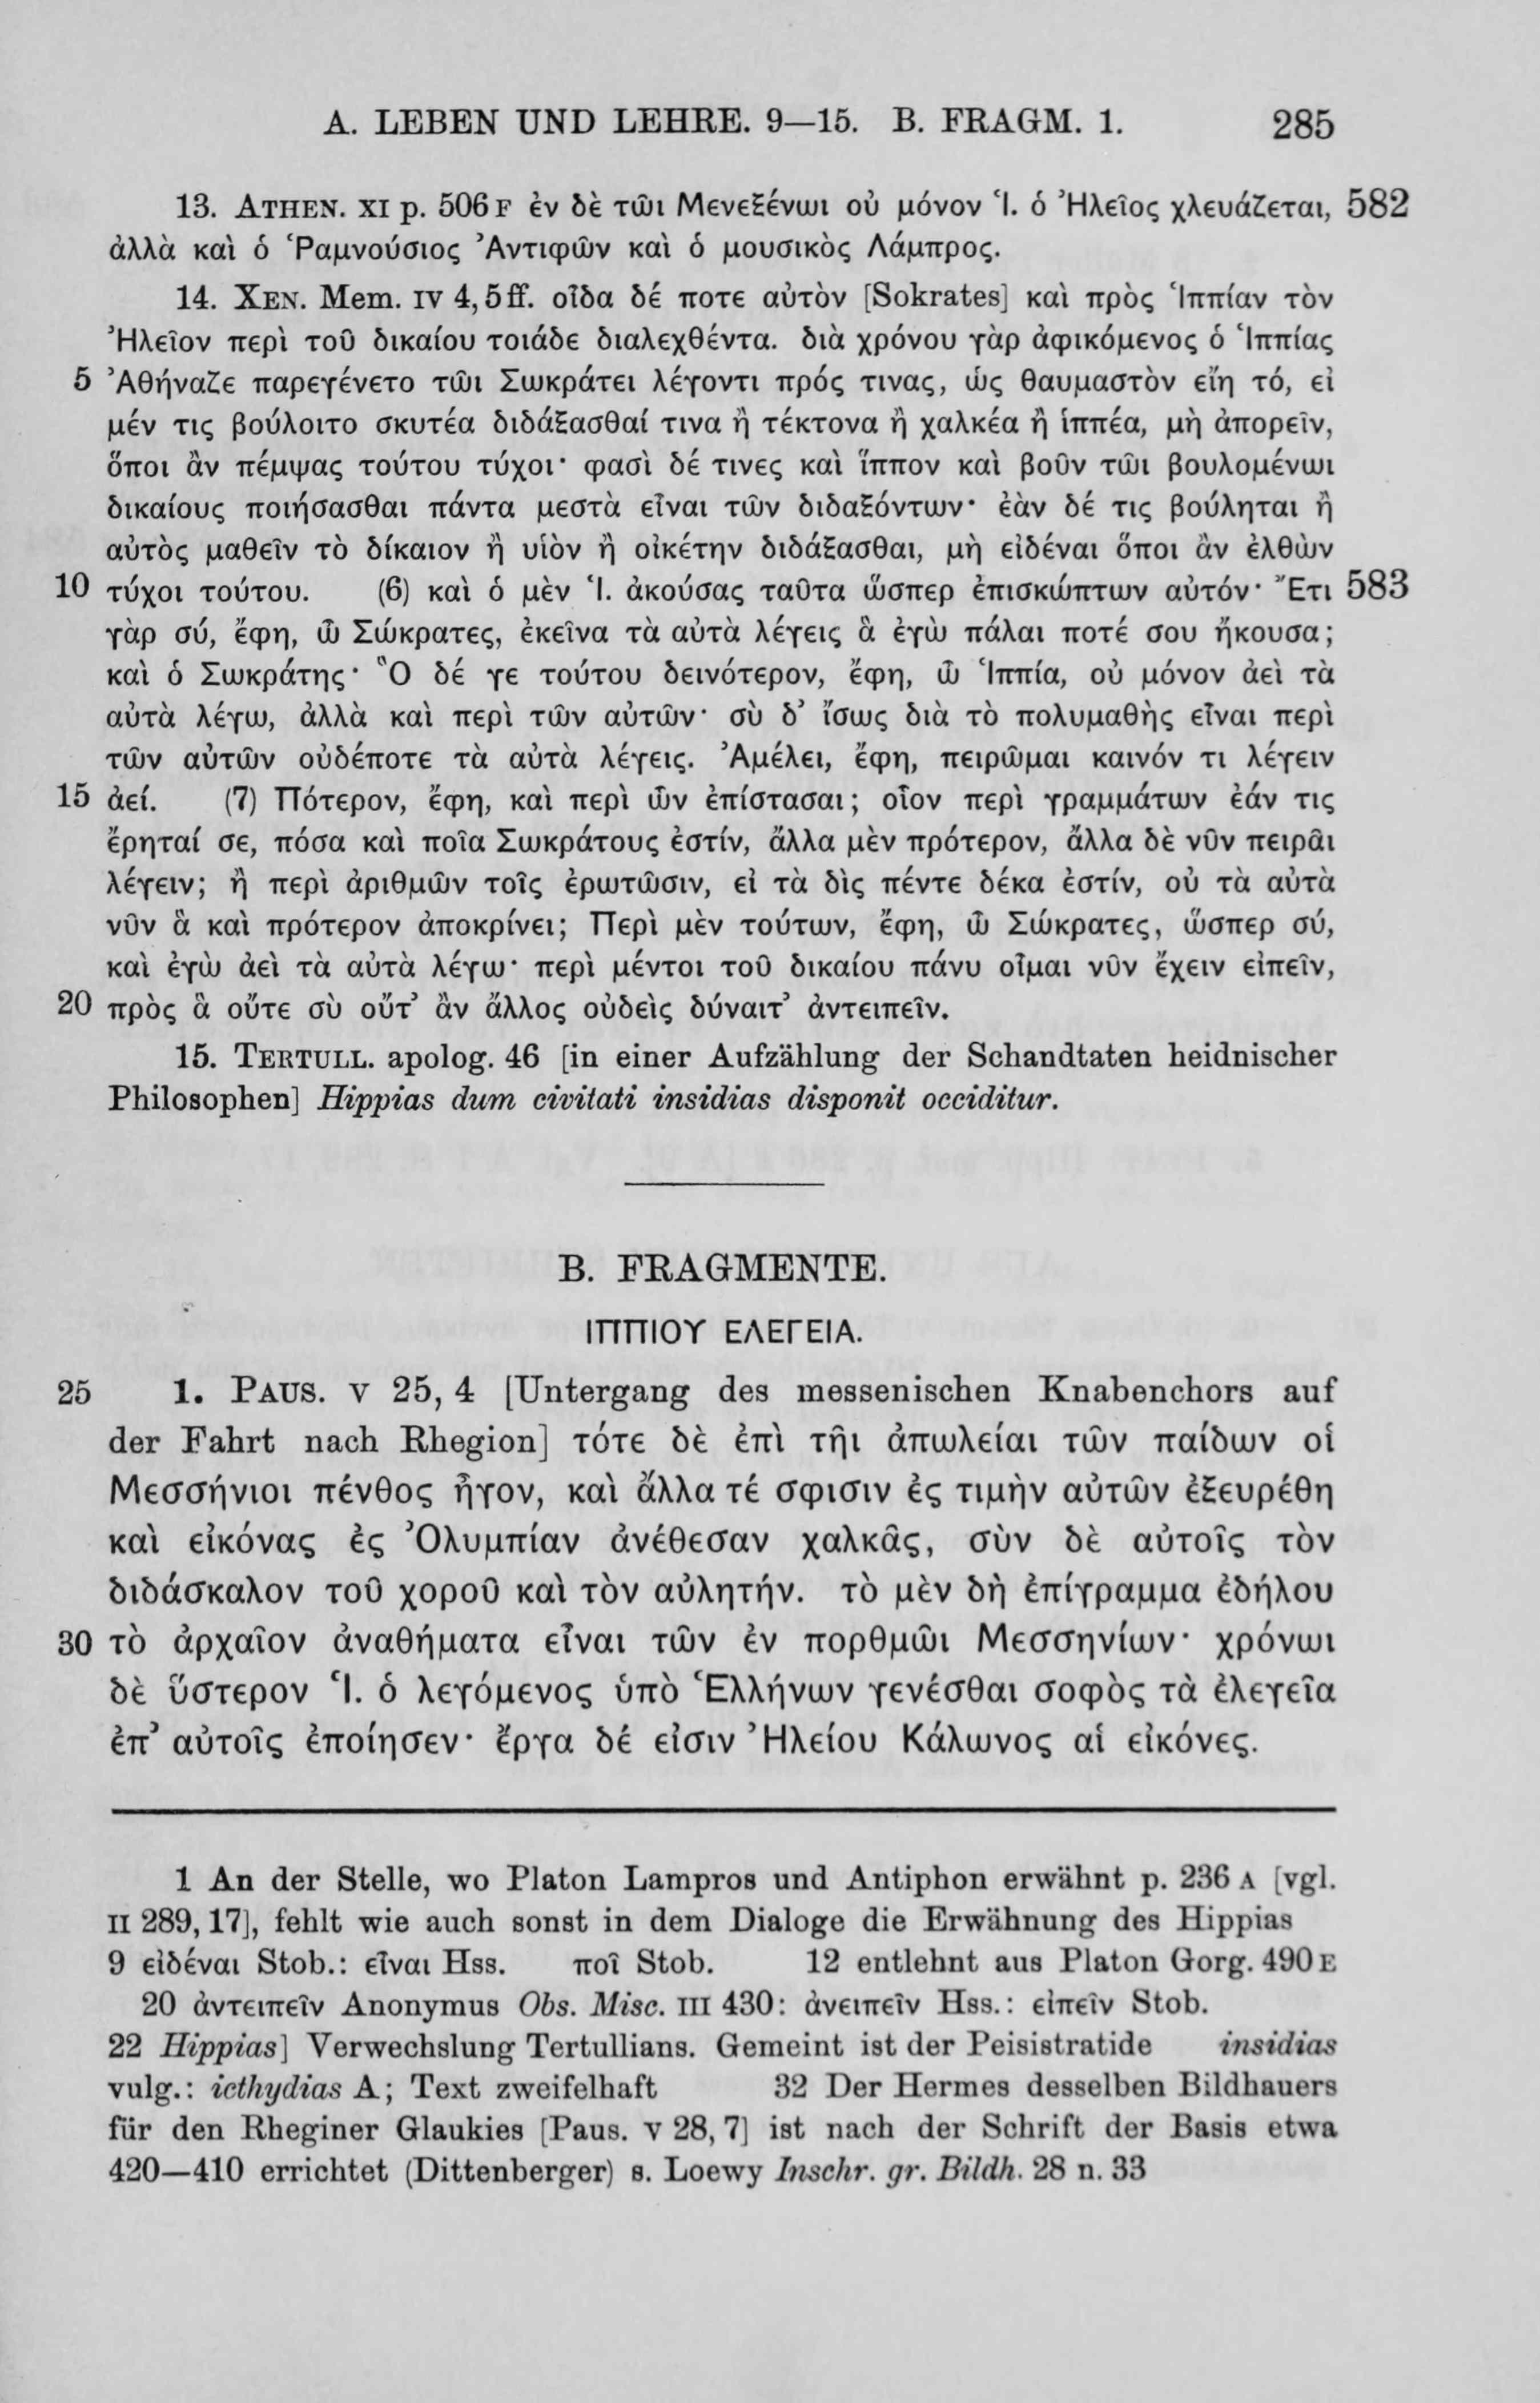 A. LEBEN UND LEHRE. 9—15. B. FRAGM. 1. 285
13. ATHEN. XI p. 506 F ἐν δὲ τῶι Μενεξένωι οὐ μόνον Ἱ. ὁ Ἠλεῖος χλευάζεται, 582
ἀλλὰ καὶ ὁ Ῥαμνούσιος Ἀντιφῶν καὶ ὁ μουσικὸς Λάμπρος.
14. XEN. Mem. IV 4, 5 ff. οἶδα δέ ποτε αὐτὸν [Sokrates] καὶ πρὸς Ἱππίαν τὸν
Ἠλεῖον περὶ τοῦ δικαίου τοιάδε διαλεχθέντα. διὰ χρόνου γὰρ ἀφικόμενος ὁ Ἱππίας
5 Ἀθήναζε παρεγένετο τῶι Σωκράτει λέγοντι πρός τινας, ὡς θαυμαστὸν εἴη τό, εἰ
μέν τις βούλοιτο σκυτέα διδάξασθαί τινα ἢ τέκτονα ἢ χαλκέα ἢ ἱππέα, μὴ ἀπορεῖν,
ὅποι ἂν πέμψας τούτου τύχοι· φασὶ δέ τινες καὶ ἵππον καὶ βοῦν τῶι βουλομένωι
δικαίους ποιήσασθαι πάντα μεστὰ εἶναι τῶν διδαξόντων· ἐὰν δέ τις βούληται ἢ
αὐτὸς μαθεῖν τὸ δίκαιον ἢ υἱὸν ἢ οἰκέτην διδάξασθαι, μὴ εἰδέναι ὅποι ἂν ἐλθὼν
10 τύχοι τούτου. (6) καὶ ὁ μὲν Ἱ. ἀκούσας ταῦτα ὥσπερ ἐπισκώπτων αὐτόν· Ἔτι 583
γὰρ σύ, ἔφη, ὦ Σώκρατες, ἐκεῖνα τὰ αὐτὰ λέγεις ἃ ἐγὼ πάλαι ποτέ σου ἤκουσα;
καὶ ὁ Σωκράτης· Ὃ δέ γε τούτου δεινότερον, ἔφη, ὦ Ἱππία, οὐ μόνον ἀεὶ τὰ
αὐτὰ λέγω, ἀλλὰ καὶ περὶ τῶν αὐτῶν· σὺ δ’ ἴσως διὰ τὸ πολυμαθὴς εἶναι περὶ
τῶν αὐτῶν οὐδέποτε τὰ αὐτὰ λέγεις. Ἀμέλει, ἔφη, πειρῶμαι καινόν τι λέγειν
15 ἀεί. (7) Πότερον, ἔφη, καὶ περὶ ὧν ἐπίστασαι; οἷον περὶ γραμμάτων ἐάν τις
ἔρηταί σε, πόσα καὶ ποῖα Σωκράτους ἐστίν, ἄλλα μὲν πρότερον, ἄλλα δὲ νῦν πειρᾶι
λέγειν; ἢ περὶ ἀριθμῶν τοῖς ἐρωτῶσιν, εἰ τὰ δὶς πέντε δέκα ἐστίν, οὐ τὰ αὐτὰ
νῦν ἃ καὶ πρότερον ἀποκρίνει; Περὶ μὲν τούτων, ἔφη, ὦ Σώκρατες, ὥσπερ σύ,
καὶ ἐγὼ ἀεὶ τὰ αὐτὰ λέγω· περὶ μέντοι τοῦ δικαίου πάνυ οἶμαι νῦν ἔχειν εἰπεῖν,
20 πρὸς ἃ οὔτε σὺ οὔτ’ ἂν ἄλλος οὐδεὶς δύναιτ’ ἀντειπεῖν.
15. TERTULL. apolog. 46 [in einer Aufzählung der Schandtaten heidnischer
Philosophen] Hippias dum civitati insidias disponit occiditur.
B. FRAGMENTE.
ΙΠΠΙΟΥ ΕΛΕΓΕΙΑ.
25 1. PAUS. V 25, 4 [Untergang des messenischen Knabenchors auf
der Fahrt nach Rhegion] τότε δὲ ἐπὶ τῆι ἀπωλείαι τῶν παίδων οἱ
Μεσσήνιοι πένθος ἦγον, καὶ ἄλλα τέ σφισιν ἐς τιμὴν αὐτῶν ἐξευρέθη
καὶ εἰκόνας ἐς Ὀλυμπίαν ἀνέθεσαν χαλκᾶς, σὺν δὲ αὐτοῖς τὸν
διδάσκαλον τοῦ χοροῦ καὶ τὸν αὐλητήν. τὸ μὲν δὴ ἐπίγραμμα ἐδήλου
30 τὸ ἀρχαῖον ἀναθήματα εἶναι τῶν ἐν πορθμῶι Μεσσηνίων· χρόνωι
δὲ ὕστερον Ἱ. ὁ λεγόμενος ὑπὸ Ἑλλήνων γενέσθαι σοφὸς τὰ ἐλεγεῖα
ἐπ’ αὐτοῖς ἐποίησεν· ἔργα δέ εἰσιν Ἠλείου Κάλωνος αἱ εἰκόνες.
1 An der Stelle, wo Platon Lampros und Antiphon erwähnt p. 236 A [vgl.
II 289, 17], fehlt wie auch sonst in dem Dialoge die Erwähnung des Hippias
9 εἰδέναι Stob.: εἶναι Hss. ποῖ Stob. 12 entlehnt aus Platon Gorg. 490 E
20 ἀντειπεῖν Anonymus Obs. Misc. III 430: ἀνειπεῖν Hss.: εἰπεῖν Stob.
22 Hippias] Verwechslung Tertullians. Gemeint ist der Peisistratide insidias
vulg.: icthydias A; Text zweifelhaft 32 Der Hermes desselben Bildhauers
für den Rheginer Glaukies [Paus. V 28, 7] ist nach der Schrift der Basis etwa
420—410 errichtet (Dittenberger) s. Loewy Inschr. gr. Bildh. 28 n. 33